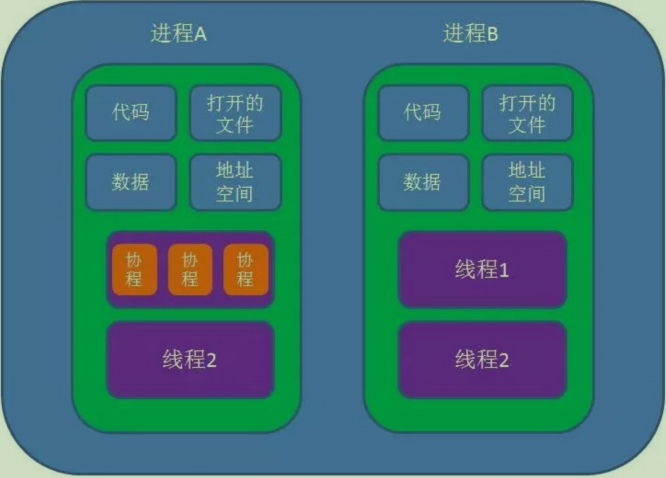 进程A
进程B
代码
打开的
文件
代码
打开的
文件
数据
地址
空间
数据
地址
空间
协
程
协
程
协
程
线程1
线程2
线程2